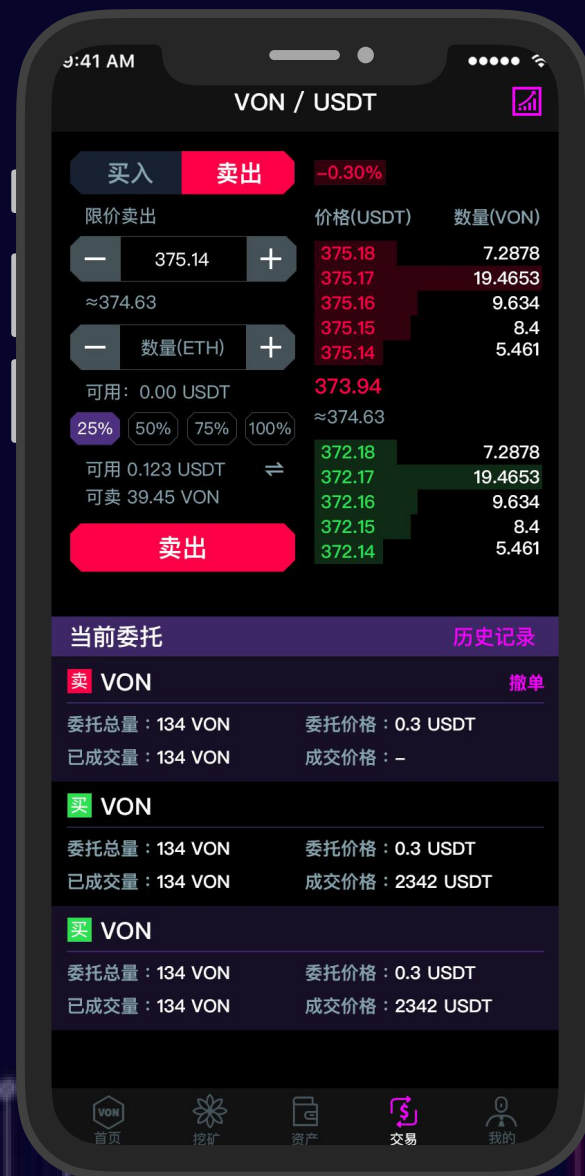 9:41 AM
VON / USDT
买入
卖出
-0.30%
限价卖出
价格(USDT)
数量(VON)
375.14
≈374.63
数量(ETH)
可用：0.00 USDT
25%
50%
75%
100%
可用 0.123 USDT
可卖 39.45 VON
卖出
375.18 7.2878
375.17 19.4653
375.16 9.634
375.15 8.4
375.14 5.461
373.94
≈374.63
372.18 7.2878
372.17 19.4653
372.16 9.634
372.15 8.4
372.14 5.461
当前委托
历史记录
卖 VON
撤单
委托总量：134 VON
委托价格：0.3 USDT
已成交量：134 VON
成交价格：–
买 VON
委托总量：134 VON
委托价格：0.3 USDT
已成交量：134 VON
成交价格：2342 USDT
买 VON
委托总量：134 VON
委托价格：0.3 USDT
已成交量：134 VON
成交价格：2342 USDT
VON
首页
挖矿
资产
交易
我的